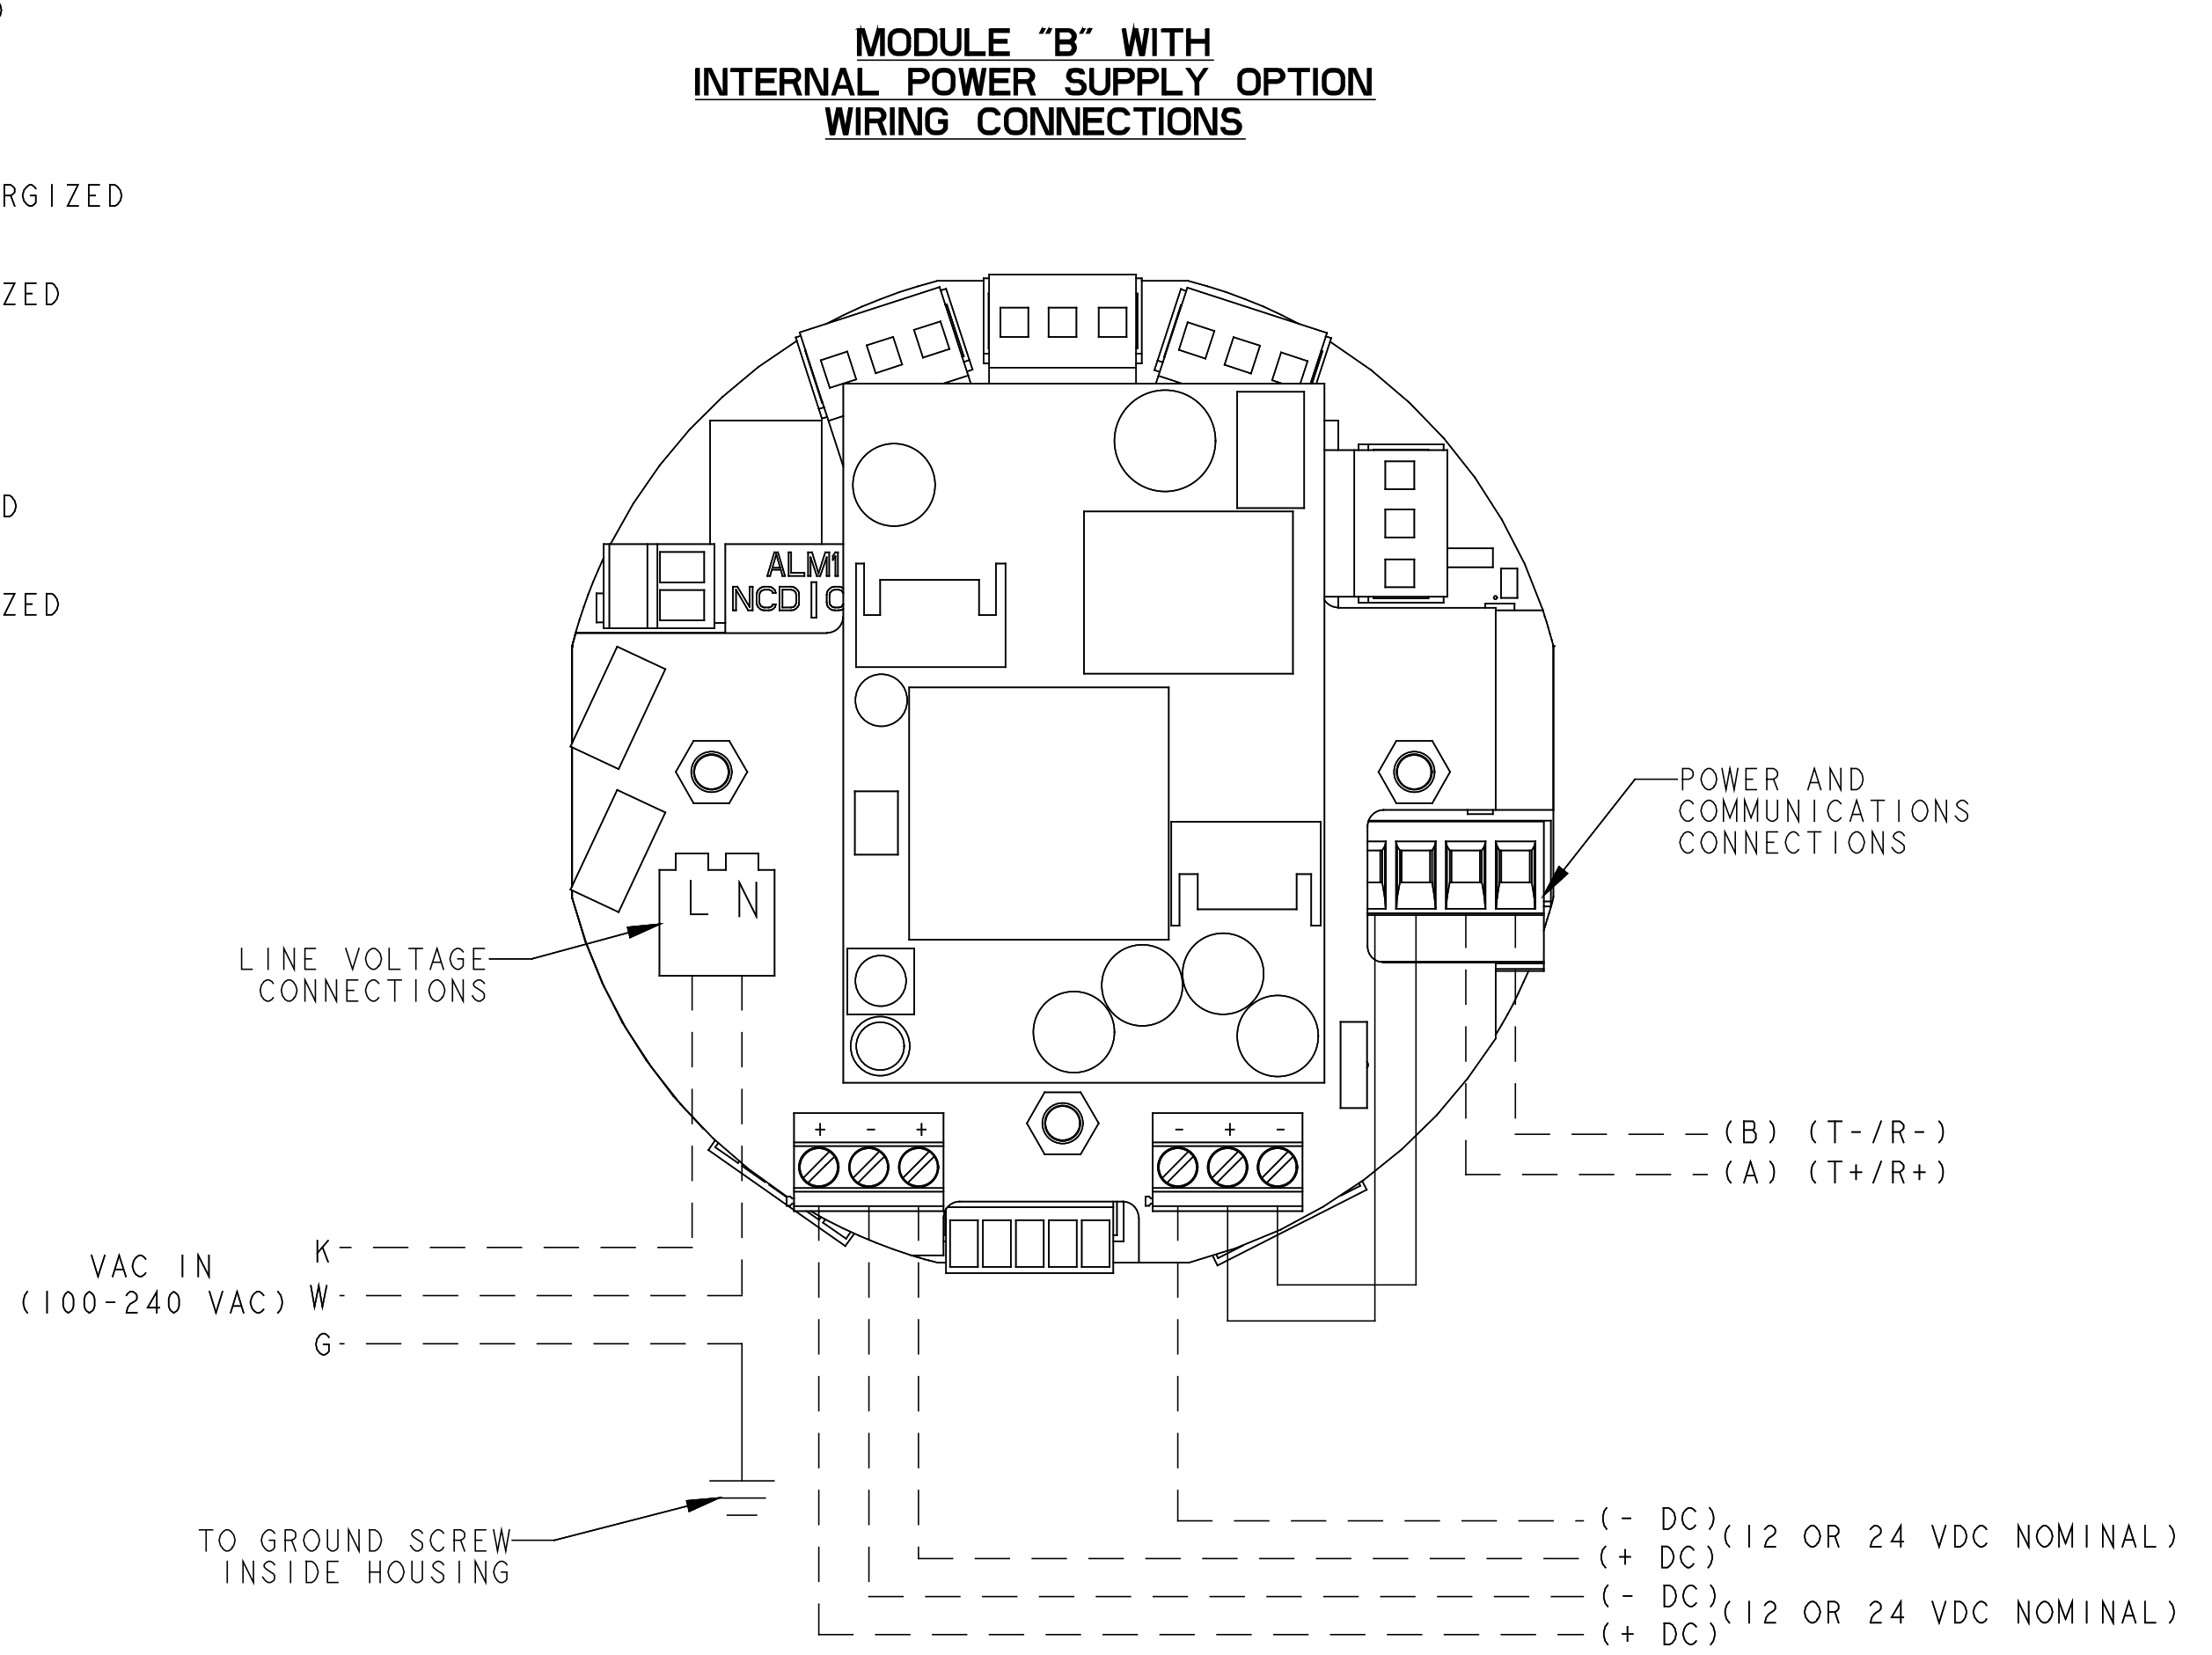 MODULE "B" WITH
INTERNAL POWER SUPPLY OPTION
WIRING CONNECTIONS
RGIZED
ZED
D
ZED
ALM1
NCD|C
POWER AND
COMMUNICATIONS
CONNECTIONS
L N
LINE VOLTAGE
CONNECTIONS
+ - +
- + -
(B) (T-/R-)
(A) (T+/R+)
VAC IN
(100-240 VAC)
K
W
G
TO GROUND SCREW
INSIDE HOUSING
(- DC)
(+ DC)
(12 OR 24 VDC NOMINAL)
(- DC)
(+ DC)
(12 OR 24 VDC NOMINAL)